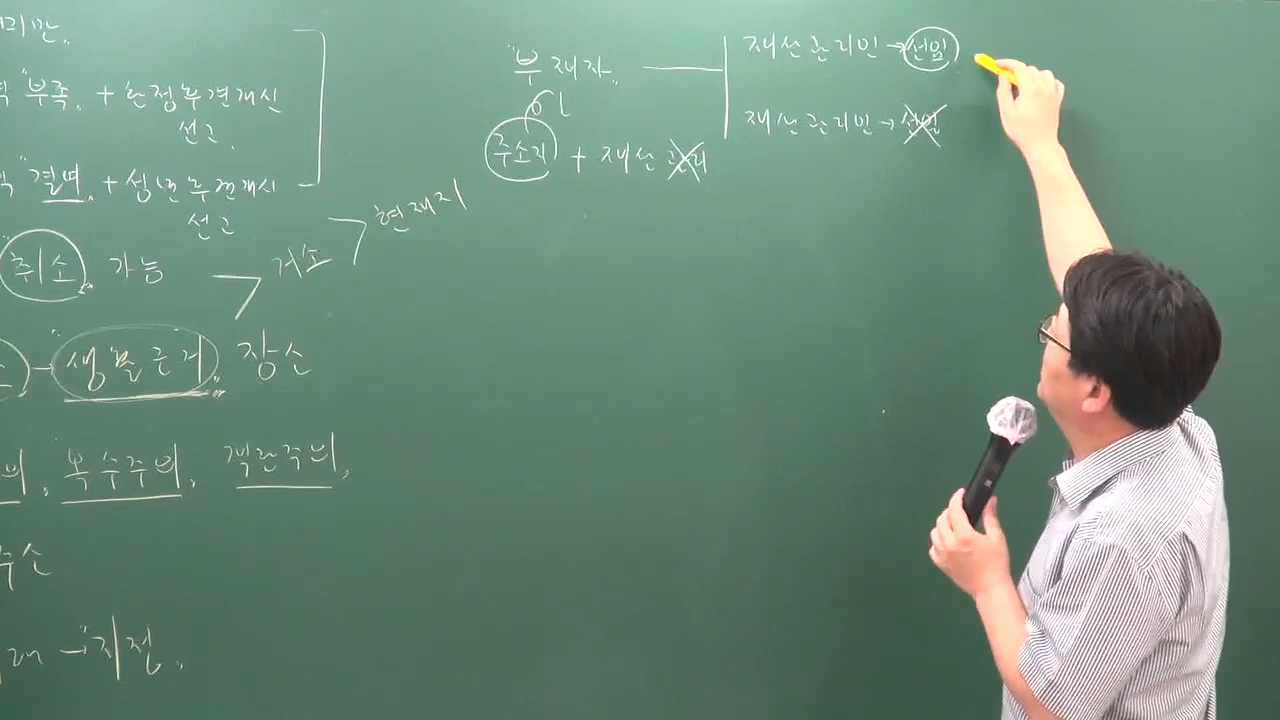 "부족" + 한정후견개시
선고
"결여" + 성년후견개시
선고
"취소" 가능
거소
현재지
"생활근거" 장소
복수주의, 객관주의,
"지정"
"부재자"
주소지 + 재산 관리
재산관리인 → 선임
재산관리인 → 선임